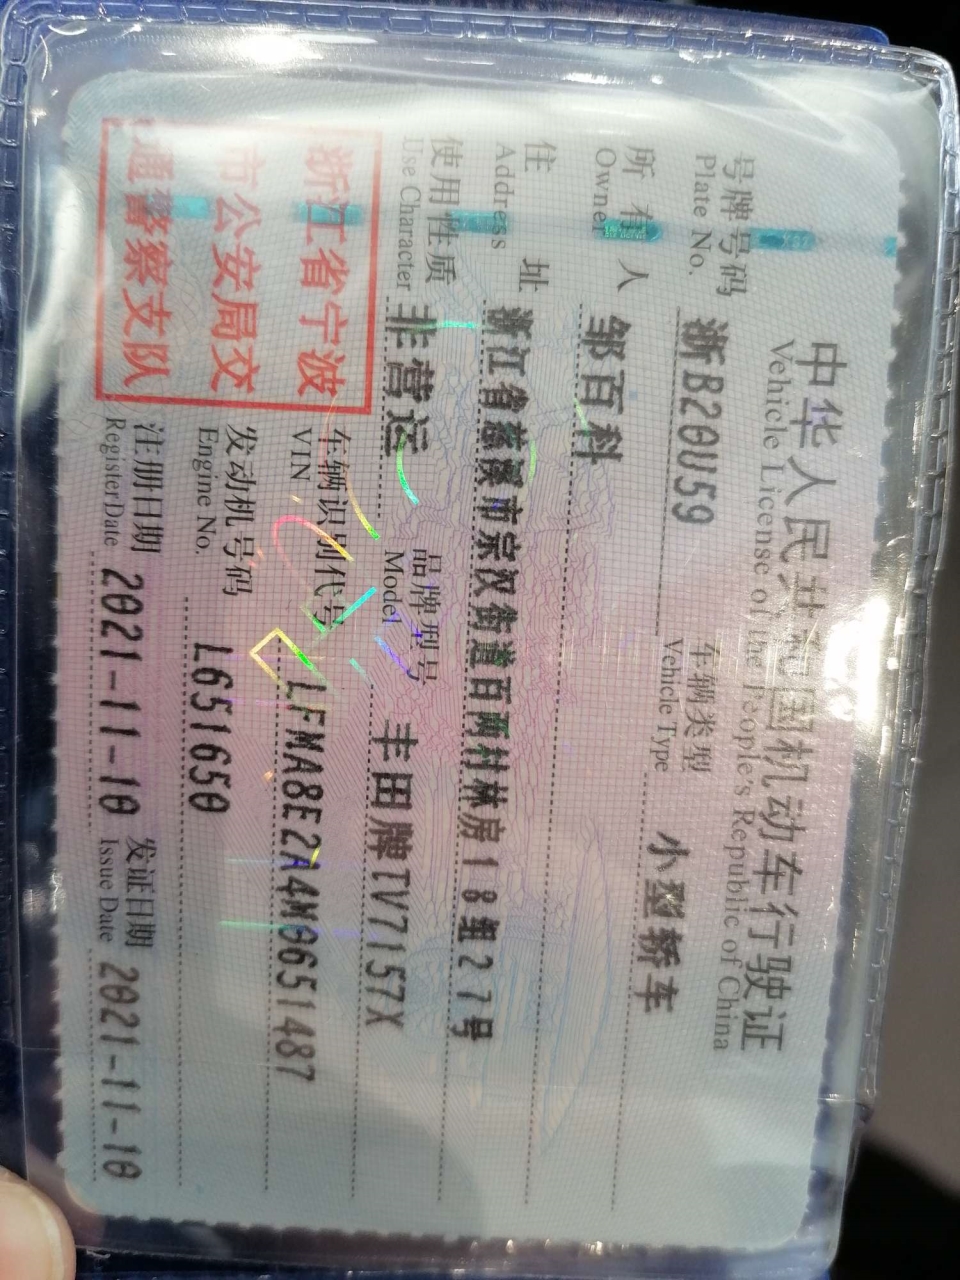 中华人民共和国机动车行驶证
Vehicle License of the People's Republic of China
号牌号码 浙B20U59 车辆类型 小型轿车
Plate No. Vehicle Type
所有人 邹百科
Owner
住址 浙江省慈溪市宗汉街道百两村林房18组27号
Address
使用性质 非营运 品牌型号 丰田牌TV7157X
Use Character Model
浙江省宁波
市公安局交
通警察支队
车辆识别代号 LFMA8E2A4M0651487
VIN
发动机号码 L651650
Engine No.
注册日期 2021-11-10 发证日期 2021-11-10
Register Date Issue Date